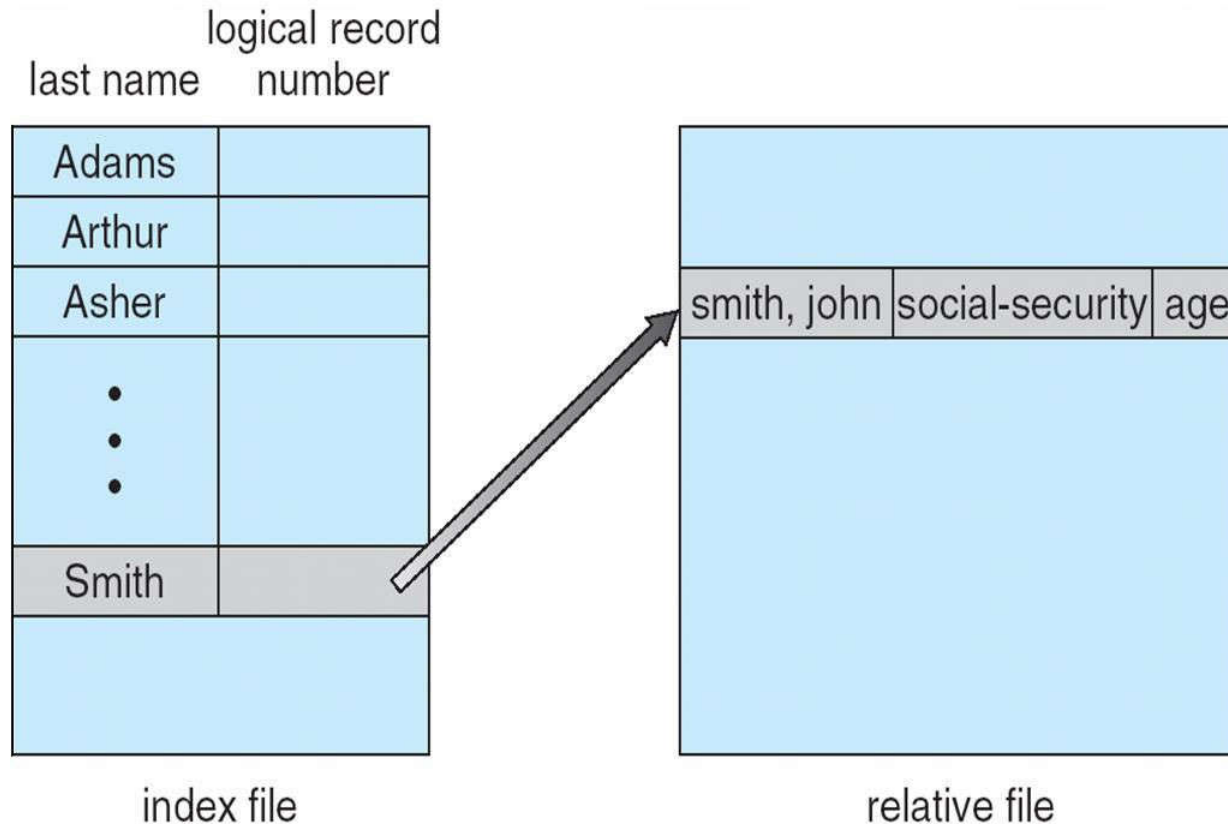 logical record
last name number
Adams
Arthur
Asher
Smith
index file
smith, john social-security age
relative file